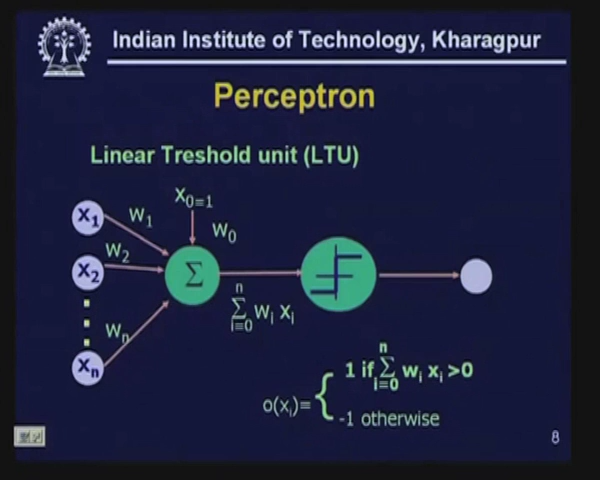 Indian Institute of Technology, Kharagpur
Perceptron
Linear Treshold unit (LTU)
X0=1
X1
W1
W0
W2
X2
Σ
n
Σ wi xi
i=0
Wn
Xn
n
1 if Σ wi xi >0
i=0
o(xi)= {
-1 otherwise
8